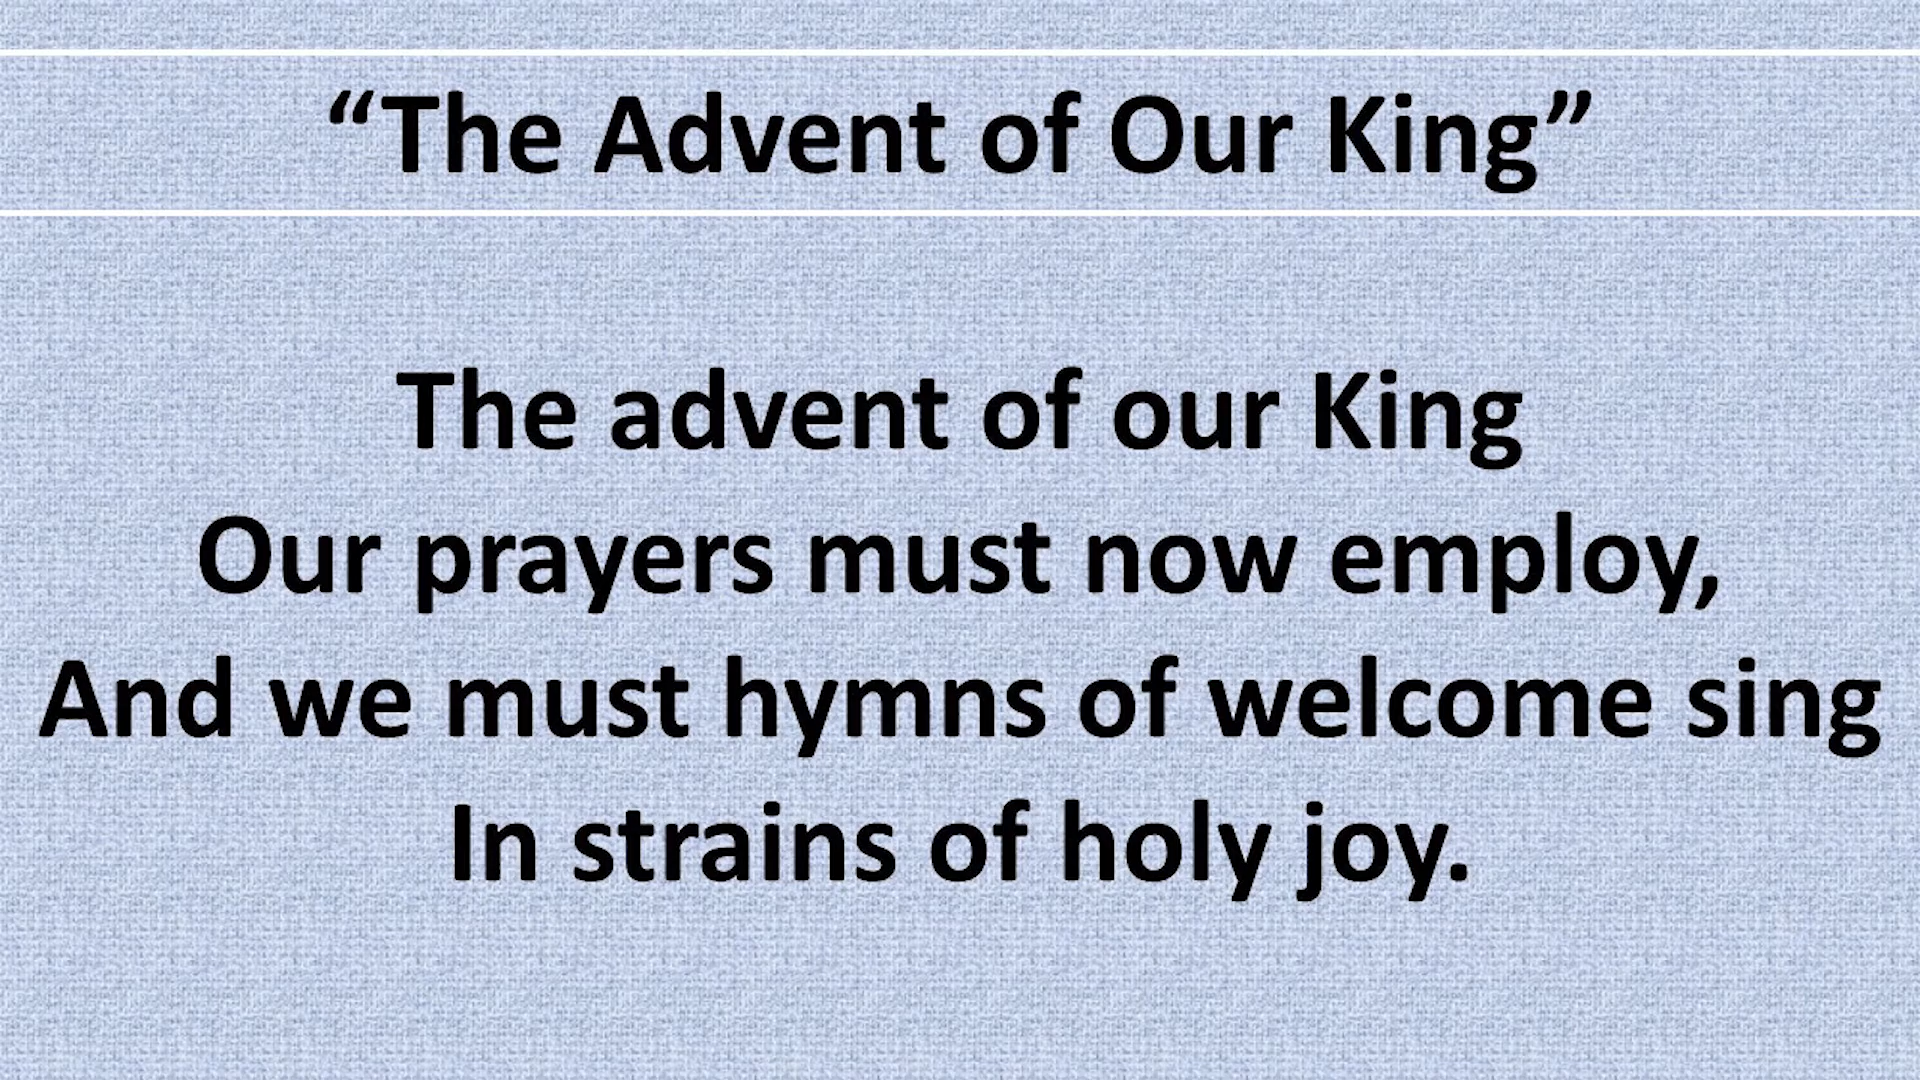 “The Advent of Our King”
The advent of our King
Our prayers must now employ,
And we must hymns of welcome sing
In strains of holy joy.